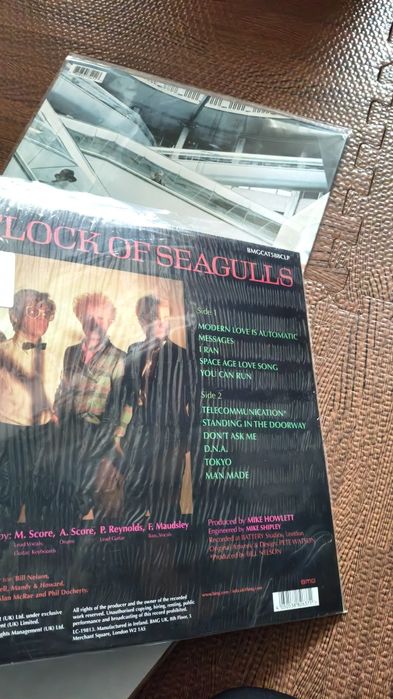 FLOCK OF SEAGULLS
BMGCAT588CLP
Side 1
MODERN LOVE IS AUTOMATIC
MESSAGES
I RAN
SPACE AGE LOVE SONG
YOU CAN RUN
Side 2
TELECOMMUNICATION*
STANDING IN THE DOORWAY
DON'T ASK ME
D.N.A.
TOKYO
MAN MADE
by: M. Score, A. Score, P. Reynolds, F. Maudsley
Lead Vocals, Drums Lead Guitar Bass, Vocals
Guitar Keyboards
Produced by MIKE HOWLETT
Engineered by MIKE SHIPLEY
Recorded at BATTERY Studios, London
Design: PETE WATSON
*Produced by BILL NELSON
to: Bill Nelson,
Mandy & Howard,
Alan McRae and Phil Docherty.
(UK) Ltd. under exclusive
(UK) Limited.
Rights Management (UK) Ltd.
All rights of the producer and the owner of the recorded
work reserved. Unauthorised copying, hiring, renting, public
performance and broadcasting of this record prohibited.
LC-19813. Manufactured in Ireland. BMG UK, 8th Floor, 5
Merchant Square, London W2 1AS
BMG